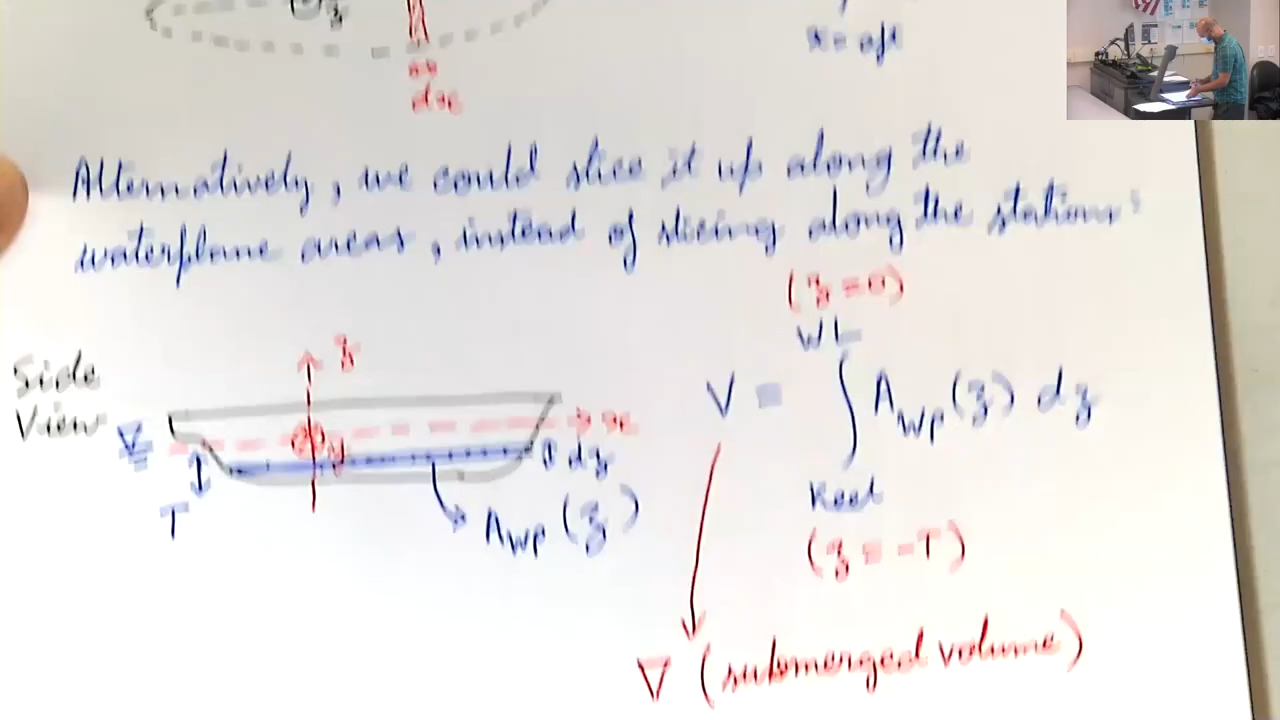 z
dx
x = aft
Alternatively, we could slice it up along the
waterplane areas, instead of slicing along the stations:
(z = 0)
WL
Side
View
z
x
y
dz
T
A_WP (z)
V = ∫ A_WP (z) dz
Keel
(z = -T)
∇ (submerged volume)